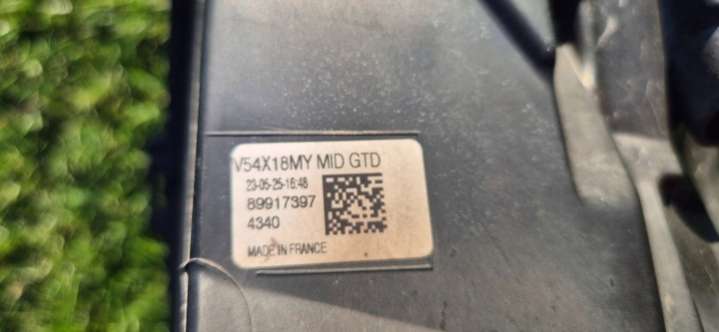 V54X18MY MID GTD
23-05-25-16:48
89917397
4340
MADE IN FRANCE